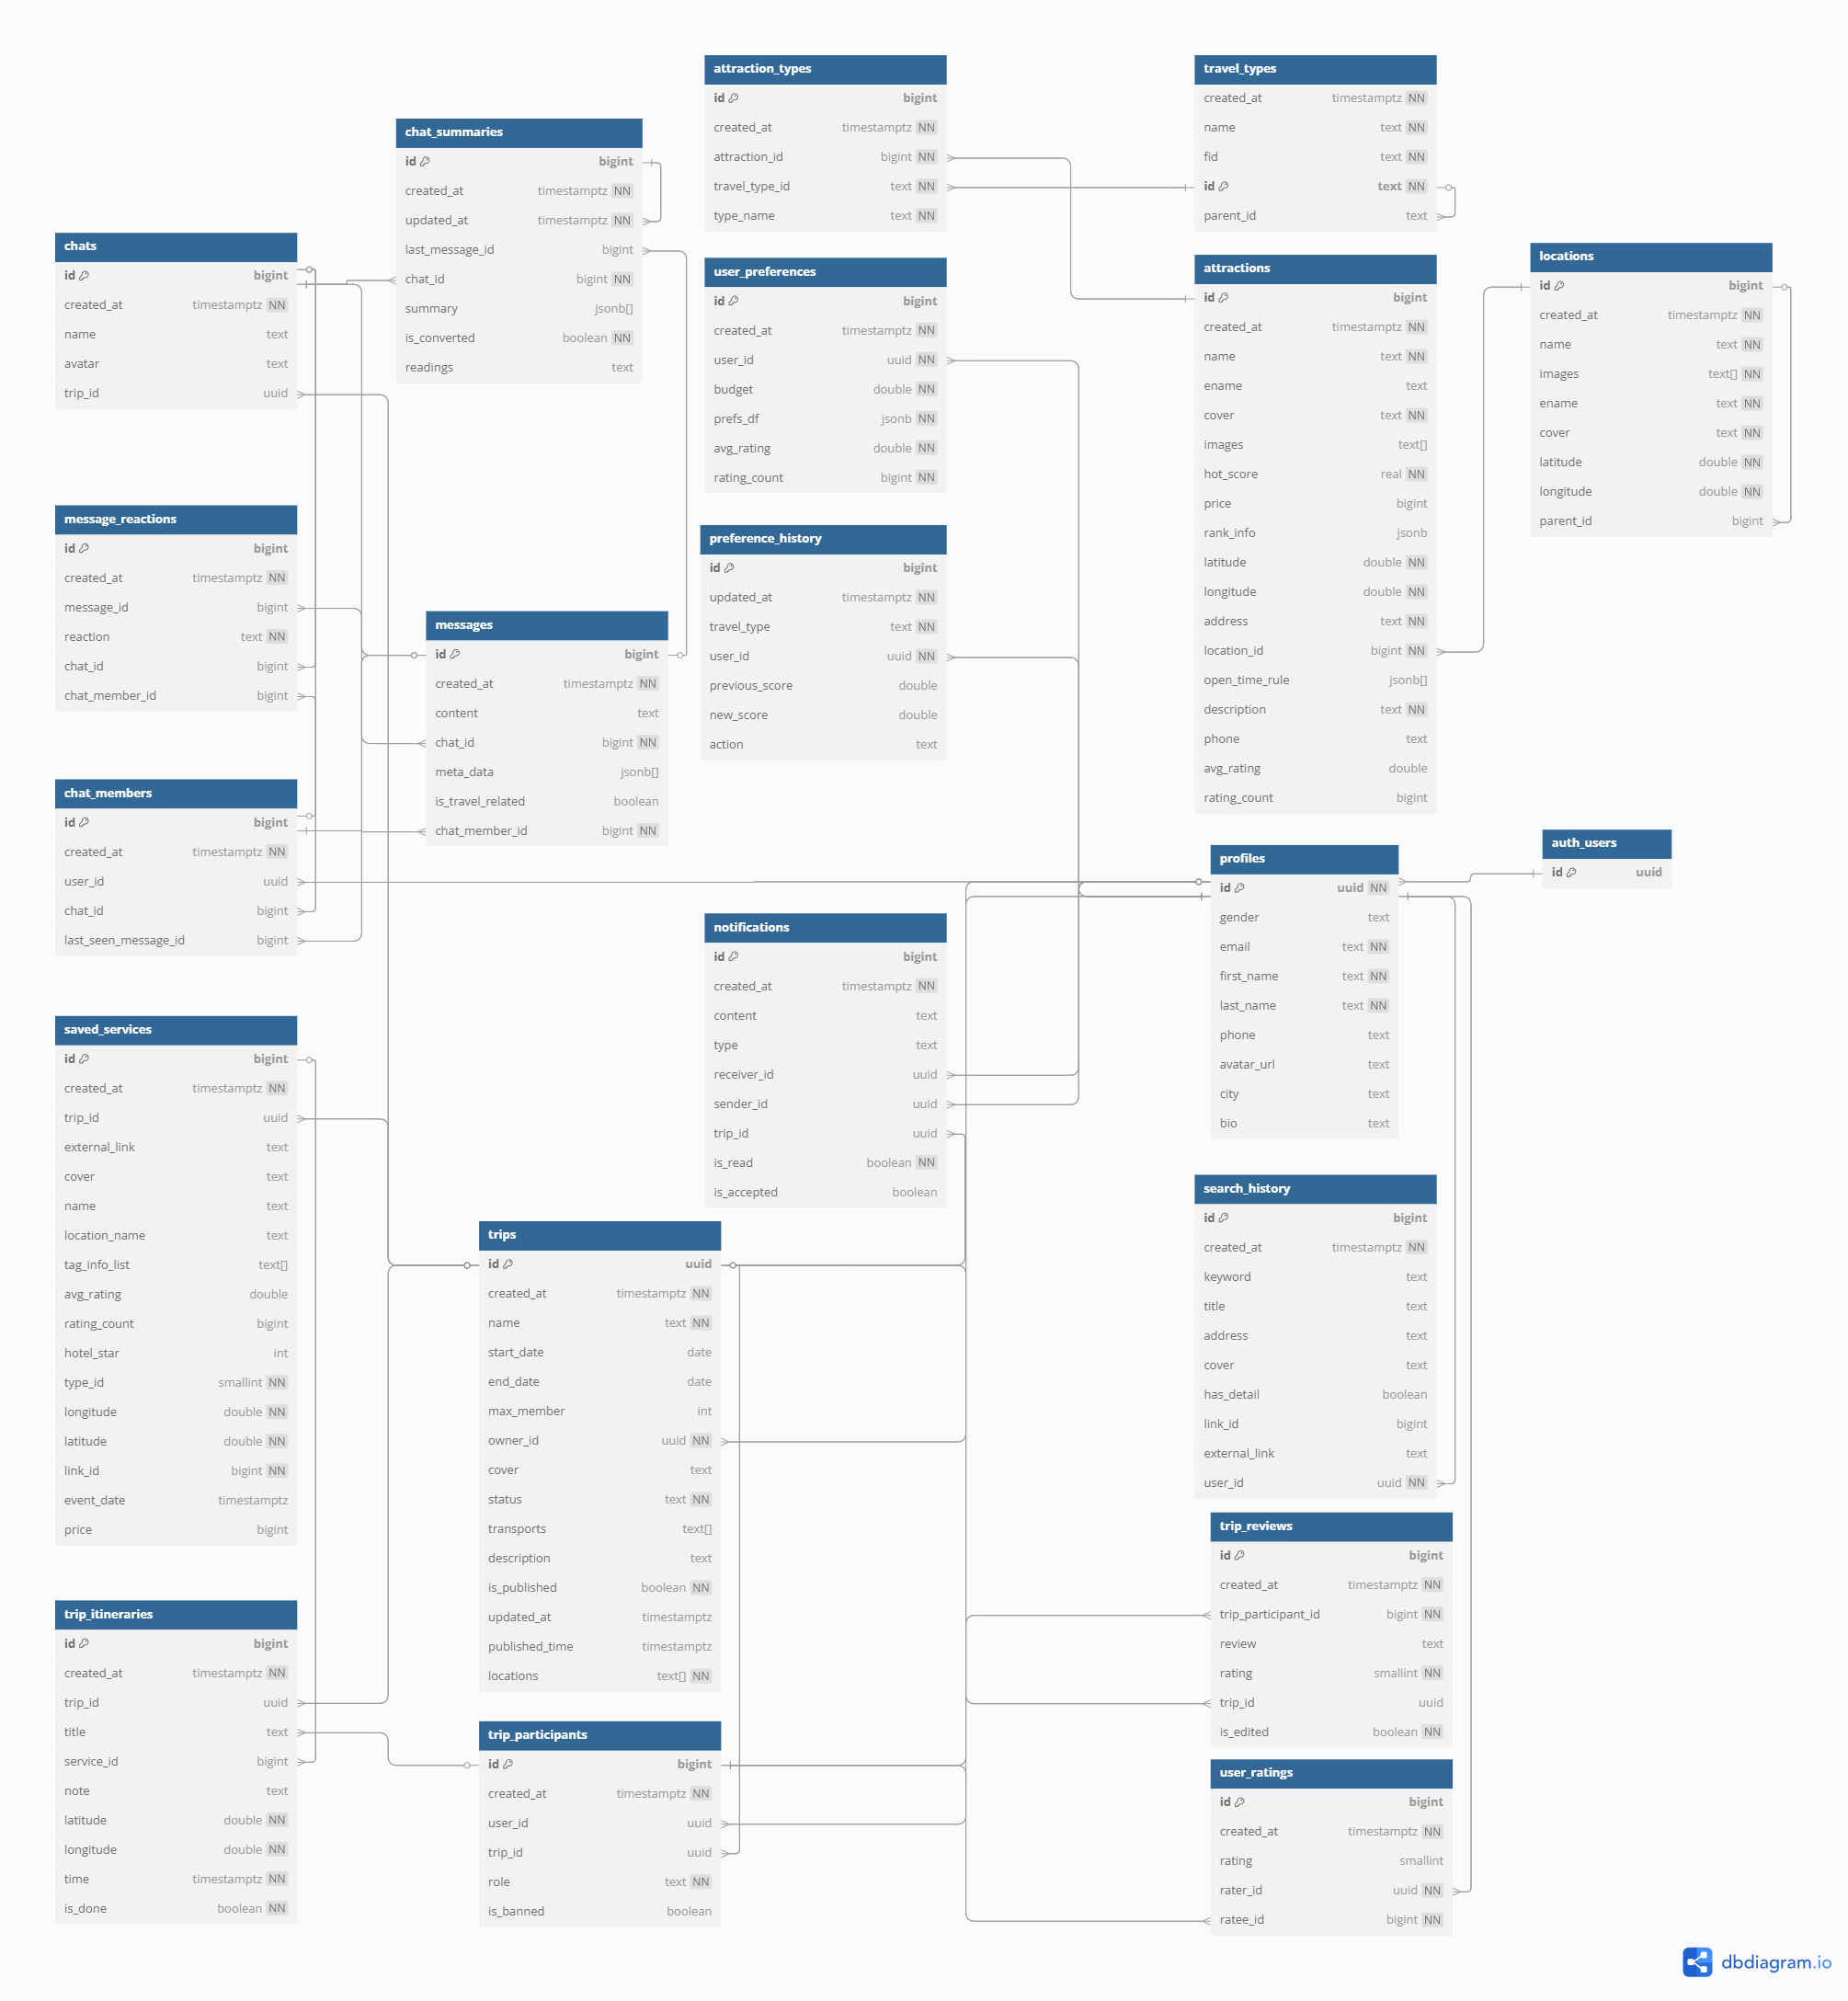 attraction_types
id bigint
created_at timestamptz NN
attraction_id bigint NN
travel_type_id text NN
type_name text NN
travel_types
created_at timestamptz NN
name text NN
fid text NN
id text NN
parent_id text
chat_summaries
id bigint
created_at timestamptz NN
updated_at timestamptz NN
last_message_id bigint
chat_id bigint NN
summary jsonb[]
is_converted boolean NN
readings text
chats
id bigint
created_at timestamptz NN
name text
avatar text
trip_id uuid
user_preferences
id bigint
created_at timestamptz NN
user_id uuid NN
budget double NN
prefs_df jsonb NN
avg_rating double NN
rating_count bigint NN
attractions
id bigint
created_at timestamptz NN
name text NN
ename text
cover text NN
images text[]
hot_score real NN
price bigint
rank_info jsonb
latitude double NN
longitude double NN
address text NN
location_id bigint NN
open_time_rule jsonb[]
description text NN
phone text
avg_rating double
rating_count bigint
locations
id bigint
created_at timestamptz NN
name text NN
images text[] NN
ename text NN
cover text NN
latitude double NN
longitude double NN
parent_id bigint
message_reactions
id bigint
created_at timestamptz NN
message_id bigint
reaction text NN
chat_id bigint
chat_member_id bigint
preference_history
id bigint
updated_at timestamptz NN
travel_type text NN
user_id uuid NN
previous_score double
new_score double
action text
messages
id bigint
created_at timestamptz NN
content text
chat_id bigint NN
meta_data jsonb[]
is_travel_related boolean
chat_member_id bigint NN
chat_members
id bigint
created_at timestamptz NN
user_id uuid
chat_id bigint
last_seen_message_id bigint
profiles
id uuid NN
gender text
email text NN
first_name text NN
last_name text NN
phone text
avatar_url text
city text
bio text
auth_users
id uuid
notifications
id bigint
created_at timestamptz NN
content text
type text
receiver_id uuid
sender_id uuid
trip_id uuid
is_read boolean NN
is_accepted boolean
saved_services
id bigint
created_at timestamptz NN
trip_id uuid
external_link text
cover text
name text
location_name text
tag_info_list text[]
avg_rating double
rating_count bigint
hotel_star int
type_id smallint NN
longitude double NN
latitude double NN
link_id bigint NN
event_date timestamptz
price bigint
search_history
id bigint
created_at timestamptz NN
keyword text
title text
address text
cover text
has_detail boolean
link_id bigint
external_link text
user_id uuid NN
trips
id uuid
created_at timestamptz NN
name text NN
start_date date
end_date date
max_member int
owner_id uuid NN
cover text
status text NN
transports text[]
description text
is_published boolean NN
updated_at timestamptz
published_time timestamptz
locations text[] NN
trip_reviews
id bigint
created_at timestamptz NN
trip_participant_id bigint NN
review text
rating smallint NN
trip_id uuid
is_edited boolean NN
trip_itineraries
id bigint
created_at timestamptz NN
trip_id uuid
title text
service_id bigint
note text
latitude double NN
longitude double NN
time timestamptz NN
is_done boolean NN
trip_participants
id bigint
created_at timestamptz NN
user_id uuid
trip_id uuid
role text NN
is_banned boolean
user_ratings
id bigint
created_at timestamptz NN
rating smallint
rater_id uuid NN
ratee_id bigint NN
dbdiagram.io